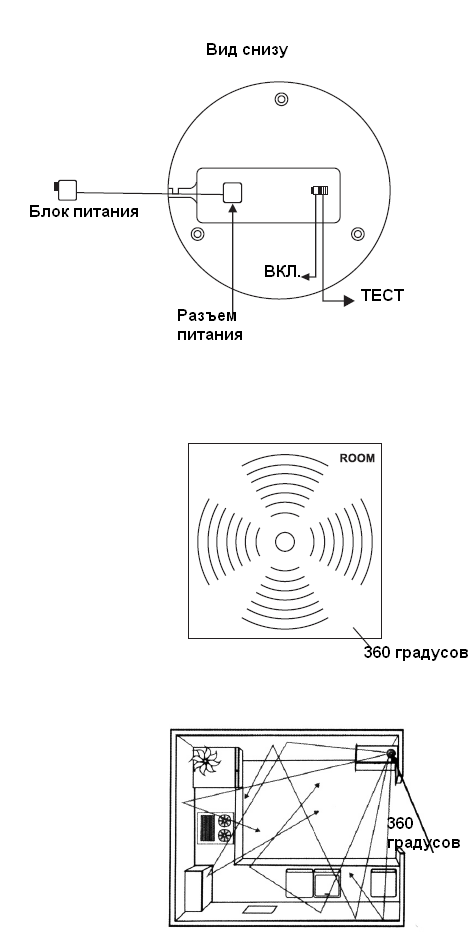 Вид снизу
Блок питания
ВКЛ.
ТЕСТ
Разъем
питания
ROOM
360 градусов
360
градусов